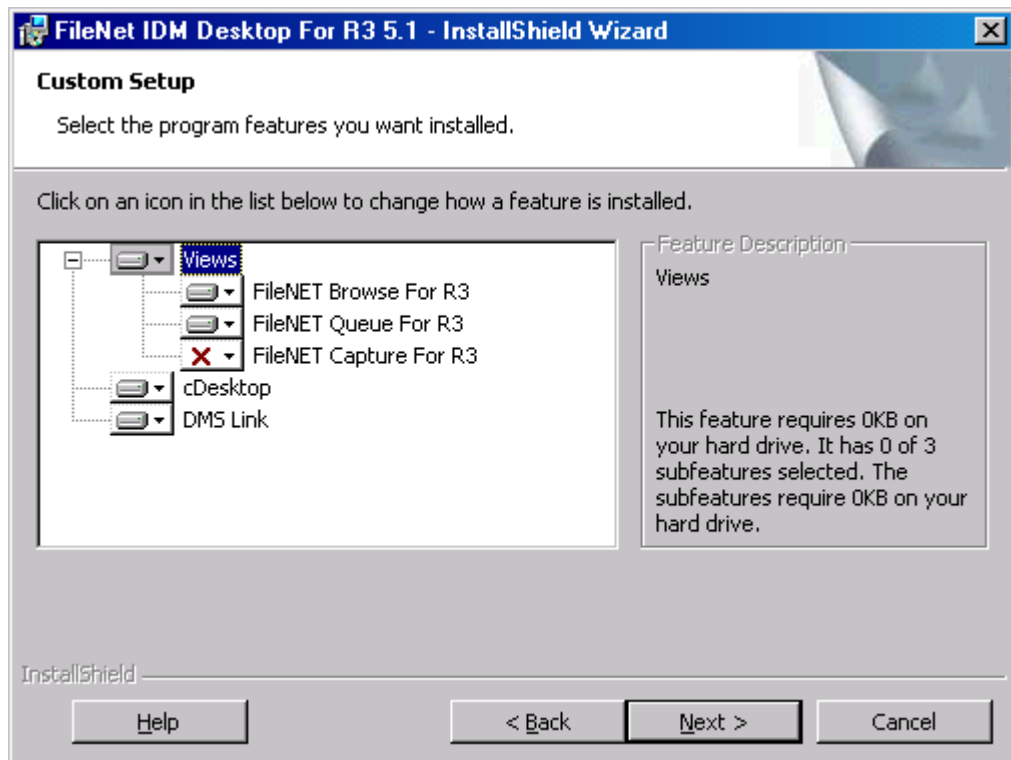 FileNet IDM Desktop For R3 5.1 - InstallShield Wizard
Custom Setup
Select the program features you want installed.
Click on an icon in the list below to change how a feature is installed.
Views
FileNET Browse For R3
FileNET Queue For R3
FileNET Capture For R3
cDesktop
DMS Link
Feature Description
Views
This feature requires 0KB on
your hard drive. It has 0 of 3
subfeatures selected. The
subfeatures require 0KB on your
hard drive.
InstallShield
Help
< Back
Next >
Cancel